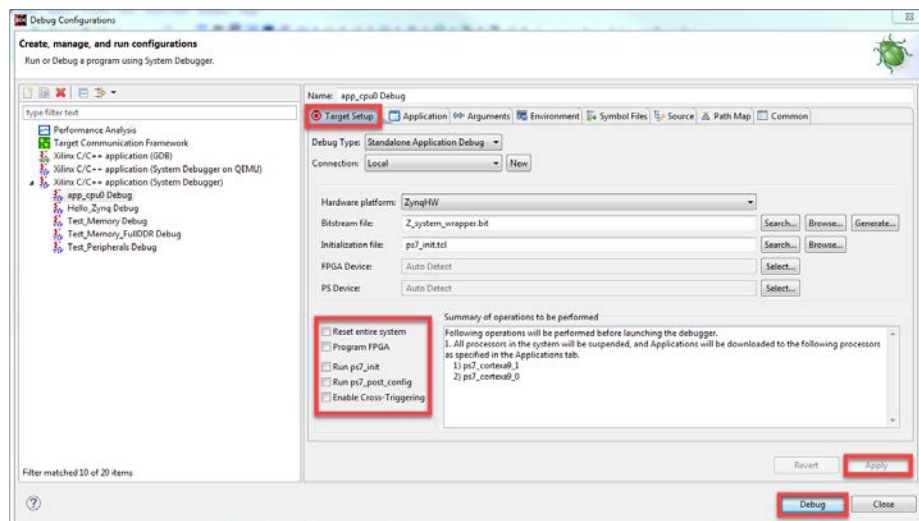 Debug Configurations
Create, manage, and run configurations
Run or Debug a program using System Debugger.
type filter text
Performance Analysis
Target Communication Framework
Xilinx C/C++ application (GDB)
Xilinx C/C++ application (System Debugger on QEMU)
Xilinx C/C++ application (System Debugger)
app_cpu0 Debug
Hello_Zynq Debug
Test_Memory Debug
Test_Memory_FullDDR Debug
Test_Peripherals Debug
Filter matched 10 of 20 items
Name: app_cpu0 Debug
Target Setup Application Arguments Environment Symbol Files Source Path Map Common
Debug Type: Standalone Application Debug
Connection: Local New
Hardware platform: ZynqHW
Bitstream file: Z_system_wrapper.bit Search... Browse... Generate...
Initialization file: ps7_init.tcl Search... Browse...
FPGA Device: Auto Detect Select...
PS Device: Auto Detect Select...
Reset entire system
Program FPGA
Run ps7_init
Run ps7_post_config
Enable Cross-Triggering
Summary of operations to be performed
Following operations will be performed before launching the debugger.
1. All processors in the system will be suspended, and Applications will be downloaded to the following processors
as specified in the Applications tab.
1) ps7_cortexa9_1
2) ps7_cortexa9_0
Revert Apply
? Debug Close